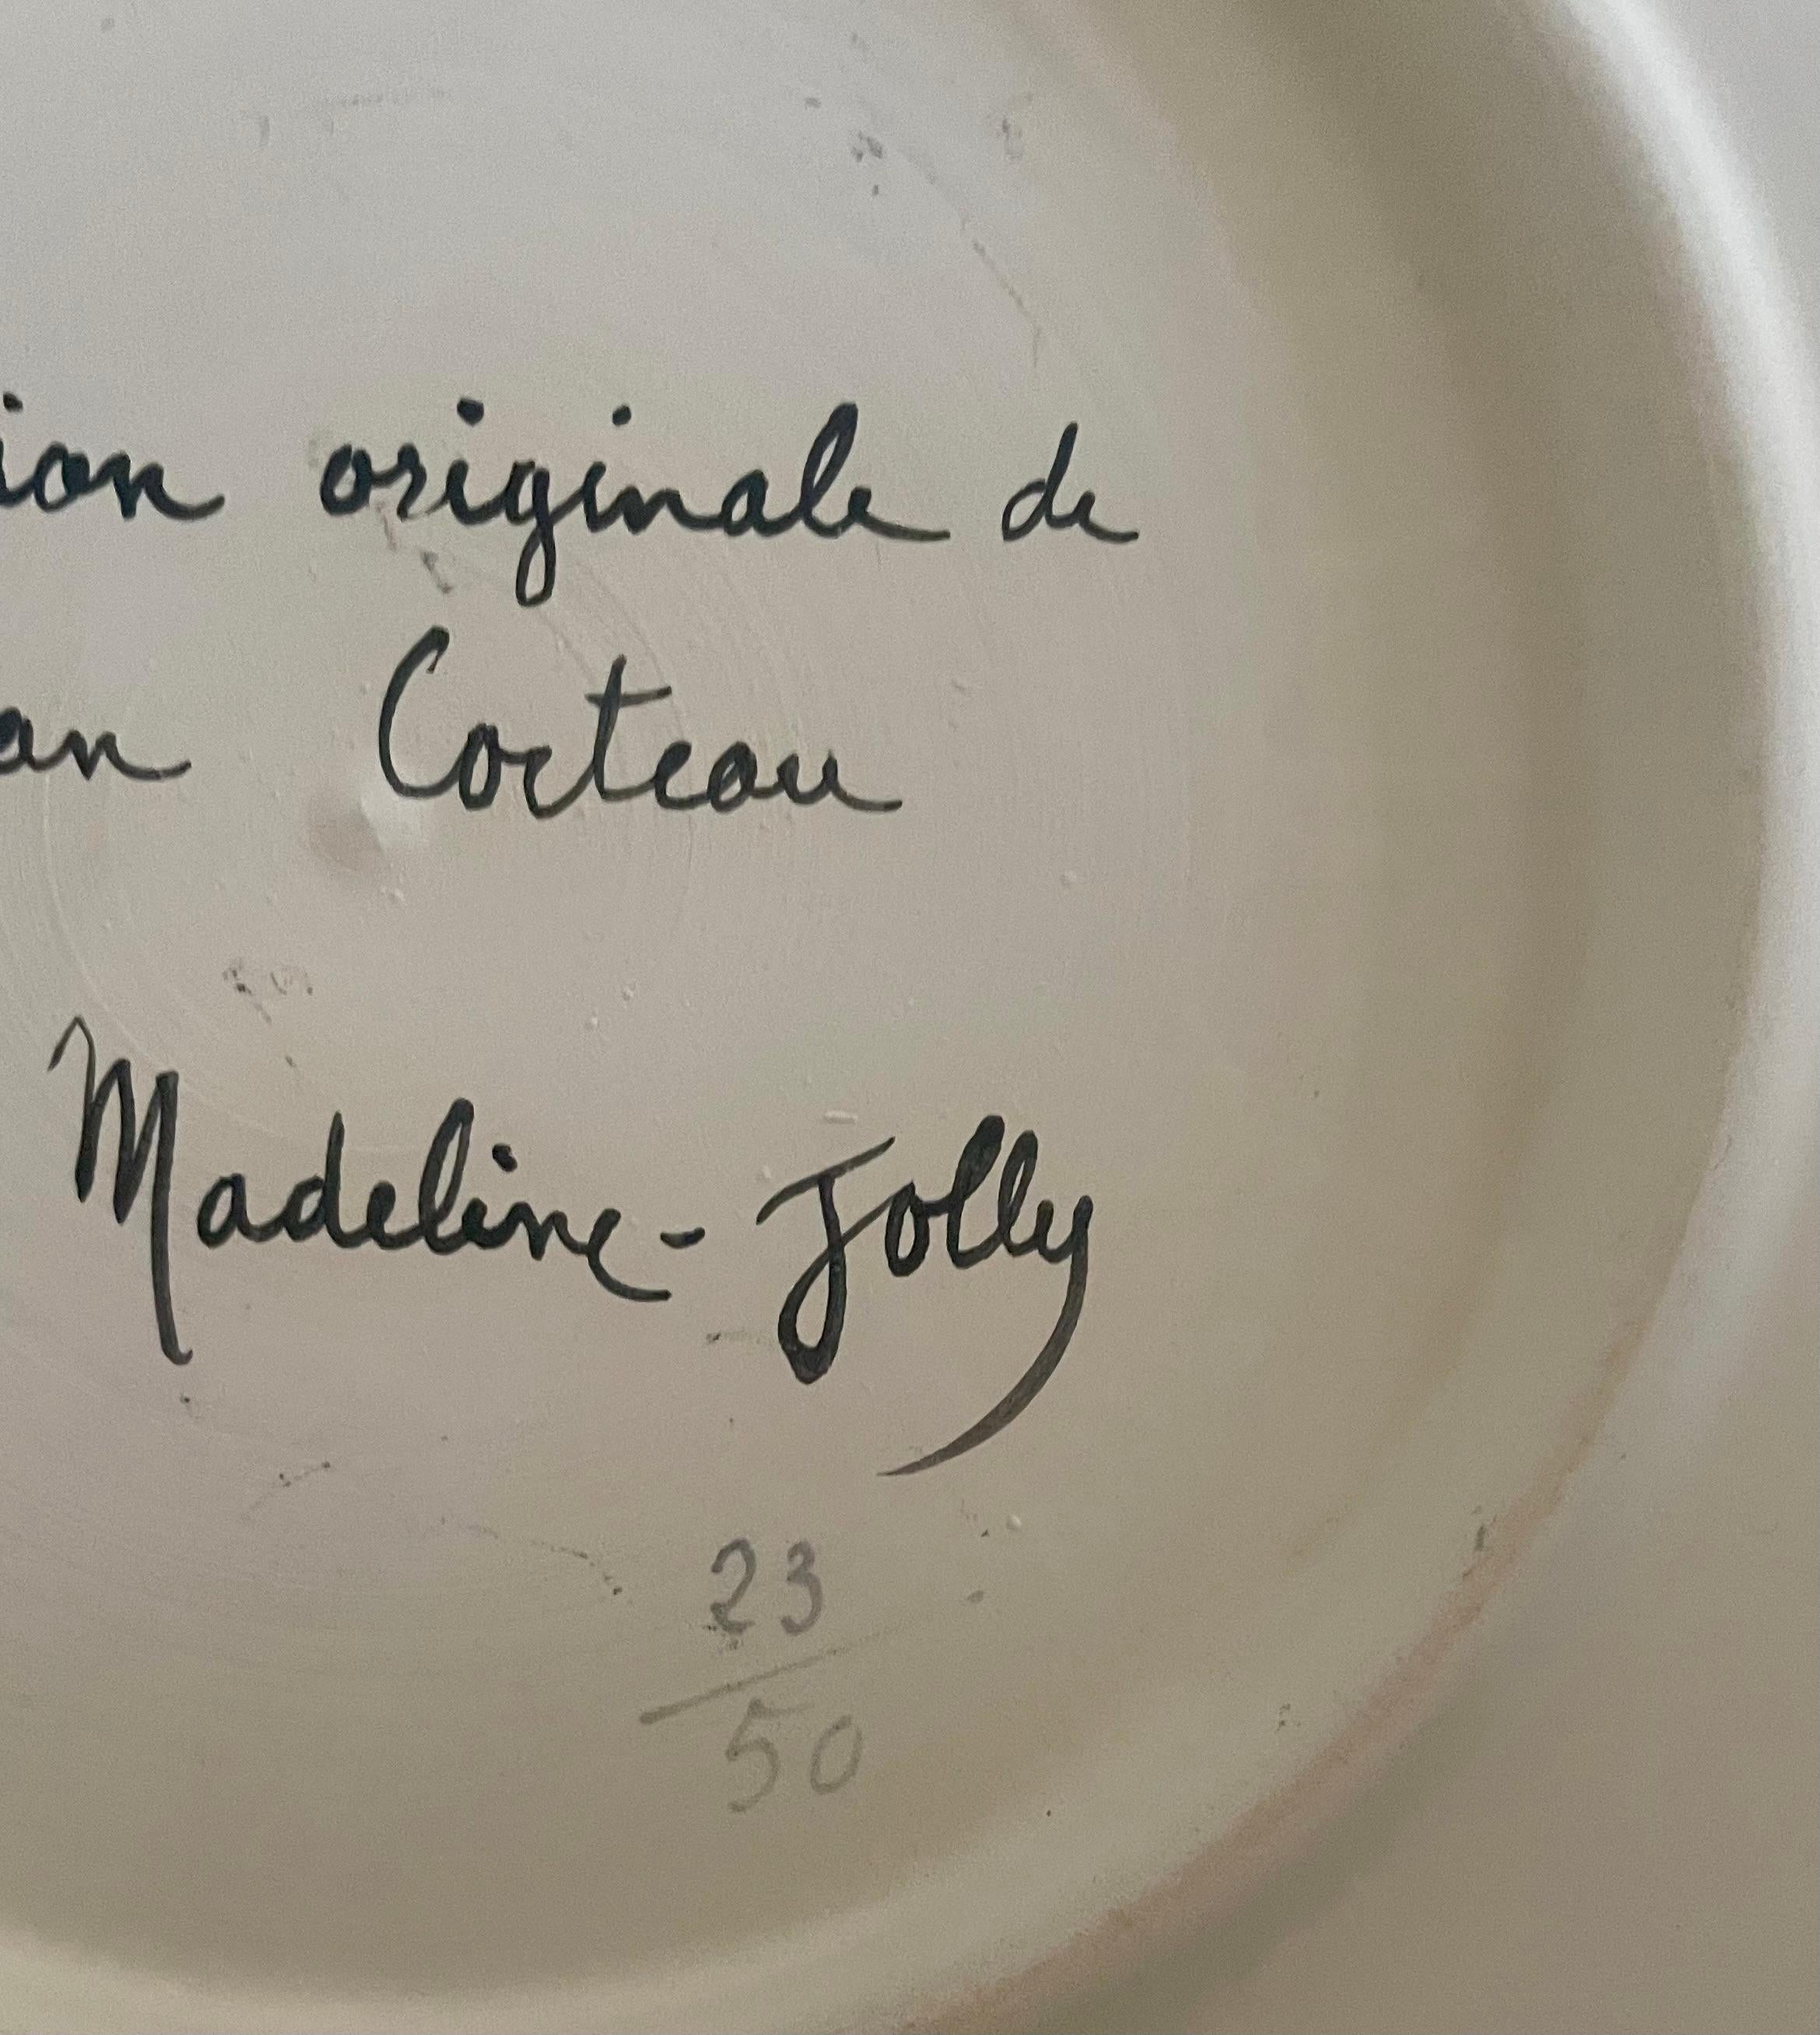 ion originale de
an Cocteau
Madeline-Jolly
23
50